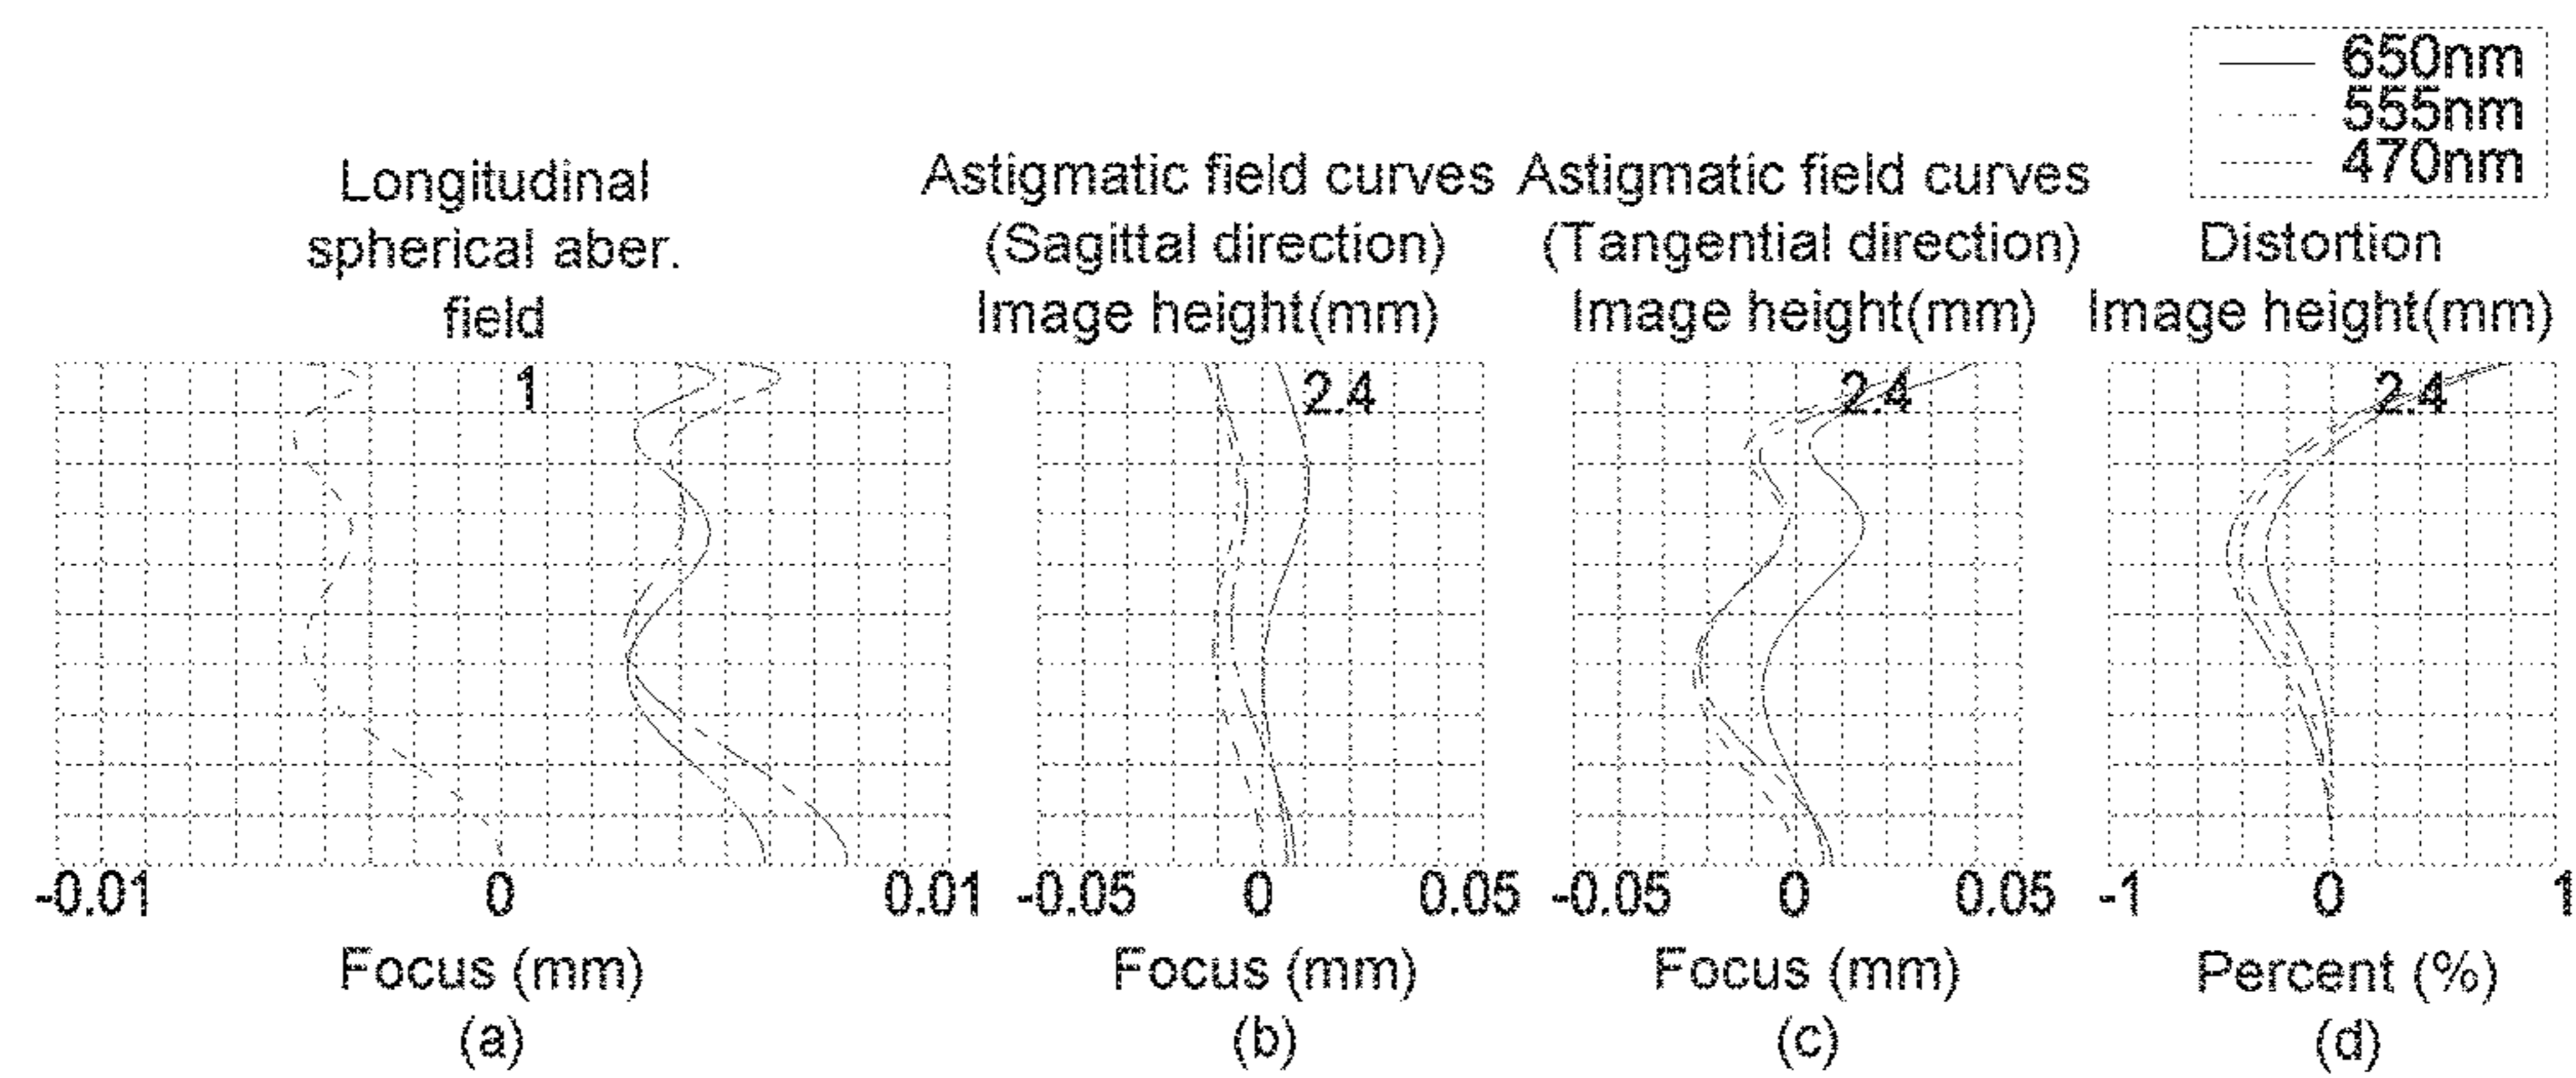 650nm
555nm
470nm
Longitudinal
spherical aber.
field
Astigmatic field curves
(Sagittal direction)
Image height(mm)
Astigmatic field curves
(Tangential direction)
Image height(mm)
Distortion
Image height(mm)
1
2.4
2.4
2.4
-0.01 0 0.01
-0.05 0 0.05
-0.05 0 0.05
-1 0 1
Focus (mm)
Focus (mm)
Focus (mm)
Percent (%)
(a)
(b)
(c)
(d)